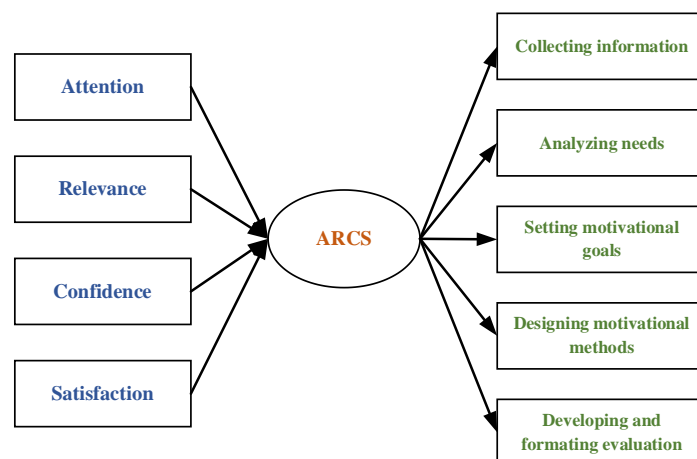 Attention
Relevance
Confidence
Satisfaction
ARCS
Collecting information
Analyzing needs
Setting motivational
goals
Designing motivational
methods
Developing and
formating evaluation